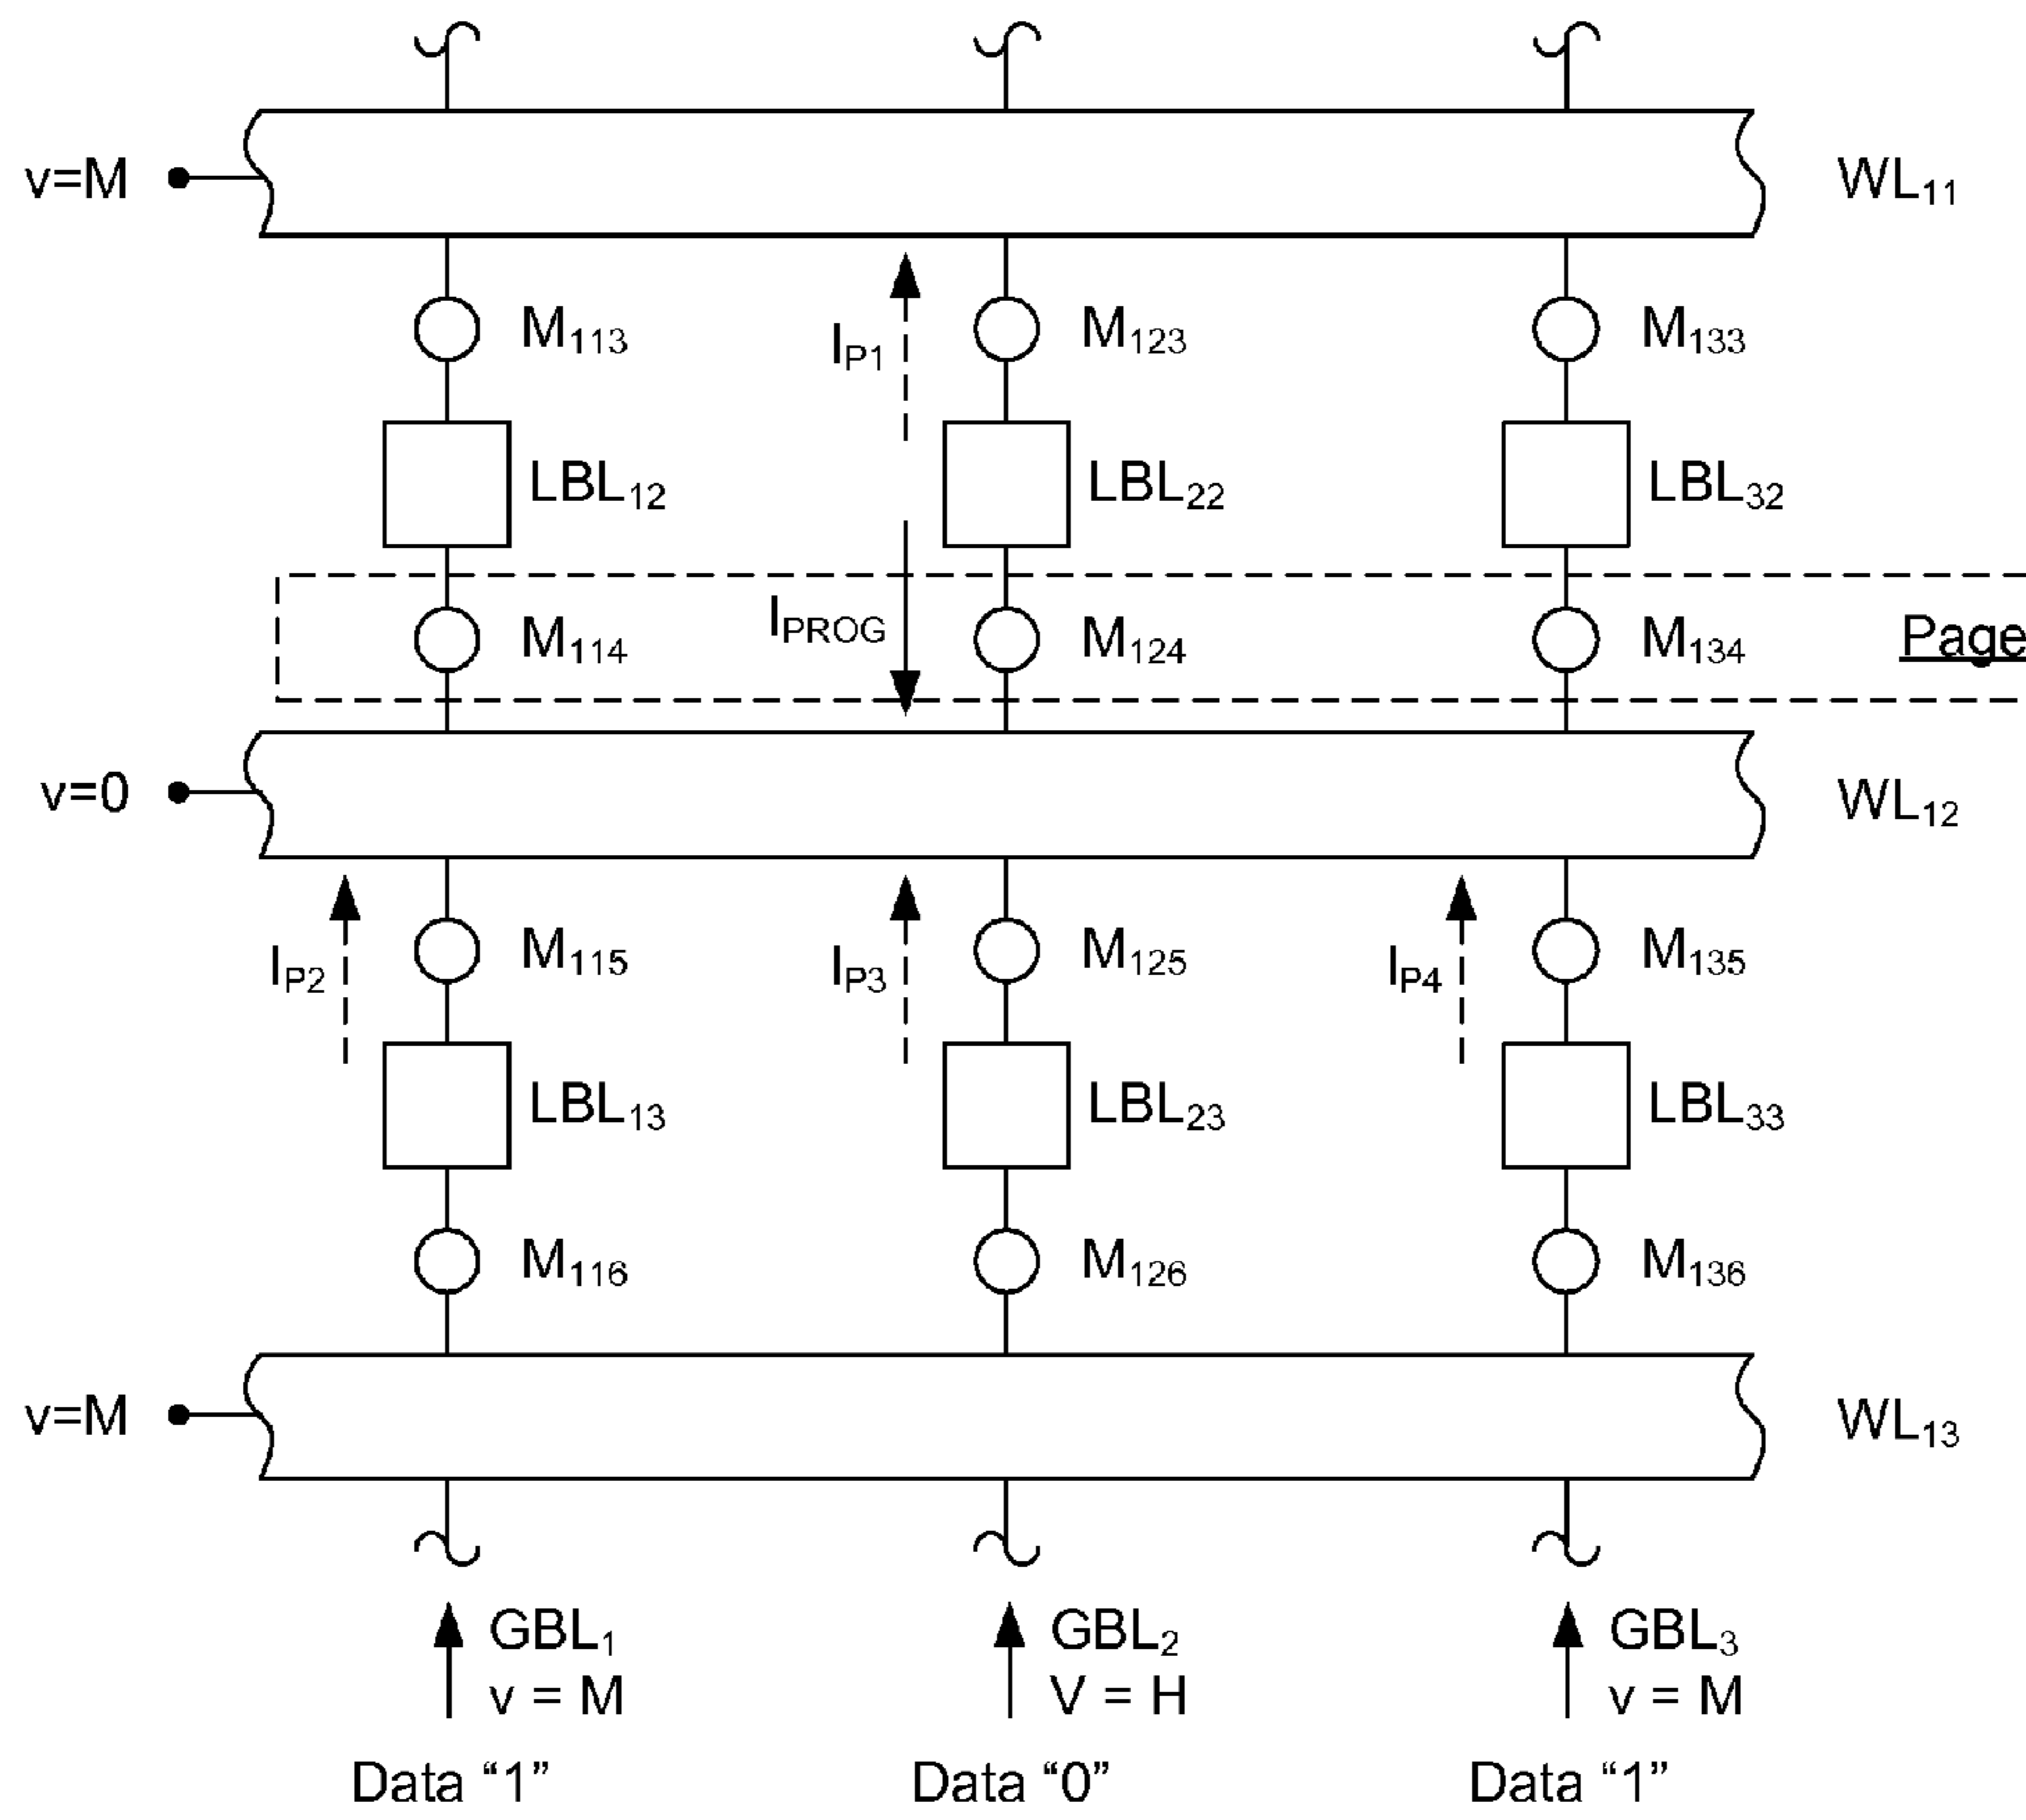 v=M WL11
M113 IP1 M123 M133
LBL12 LBL22 LBL32
M114 IPROG M124 M134 Page
v=0 WL12
IP2 M115 IP3 M125 IP4 M135
LBL13 LBL23 LBL33
M116 M126 M136
v=M WL13
GBL1 GBL2 GBL3
v = M V = H v = M
Data “1” Data “0” Data “1”